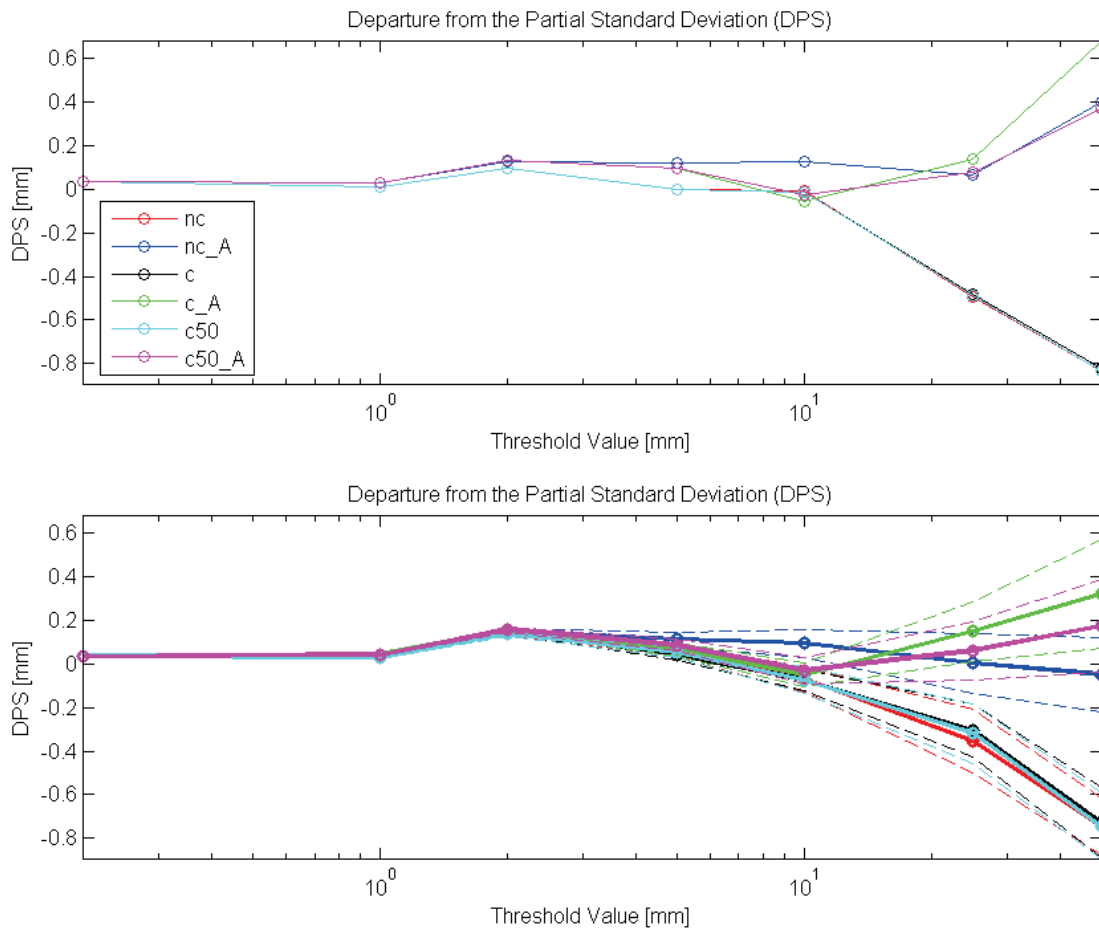 Departure from the Partial Standard Deviation (DPS)
0.6
0.4
0.2
0
-0.2
-0.4
-0.6
-0.8
DPS [mm]
nc
nc_A
c
c_A
c50
c50_A
10^0
10^1
Threshold Value [mm]
Departure from the Partial Standard Deviation (DPS)
0.6
0.4
0.2
0
-0.2
-0.4
-0.6
-0.8
DPS [mm]
10^0
10^1
Threshold Value [mm]